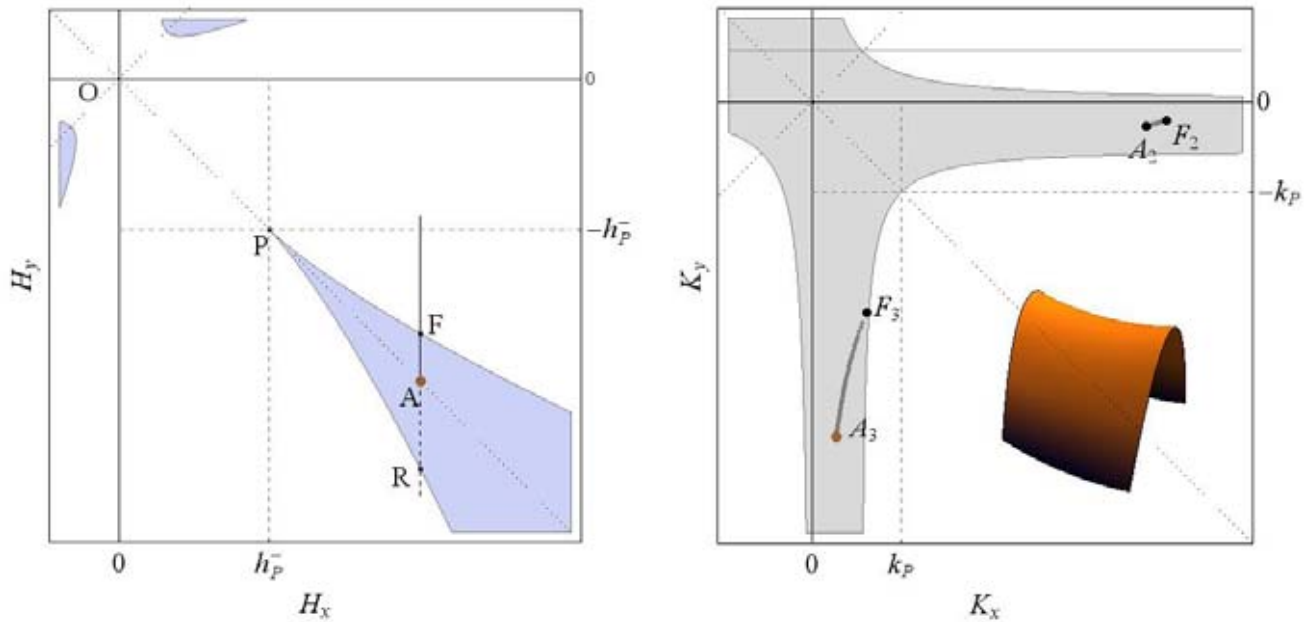 O
0
P
−h_P^−
F
A
R
H_y
0
h_P^−
H_x
0
A_2
F_2
−k_P
K_y
F_3
A_3
0
k_P
K_x